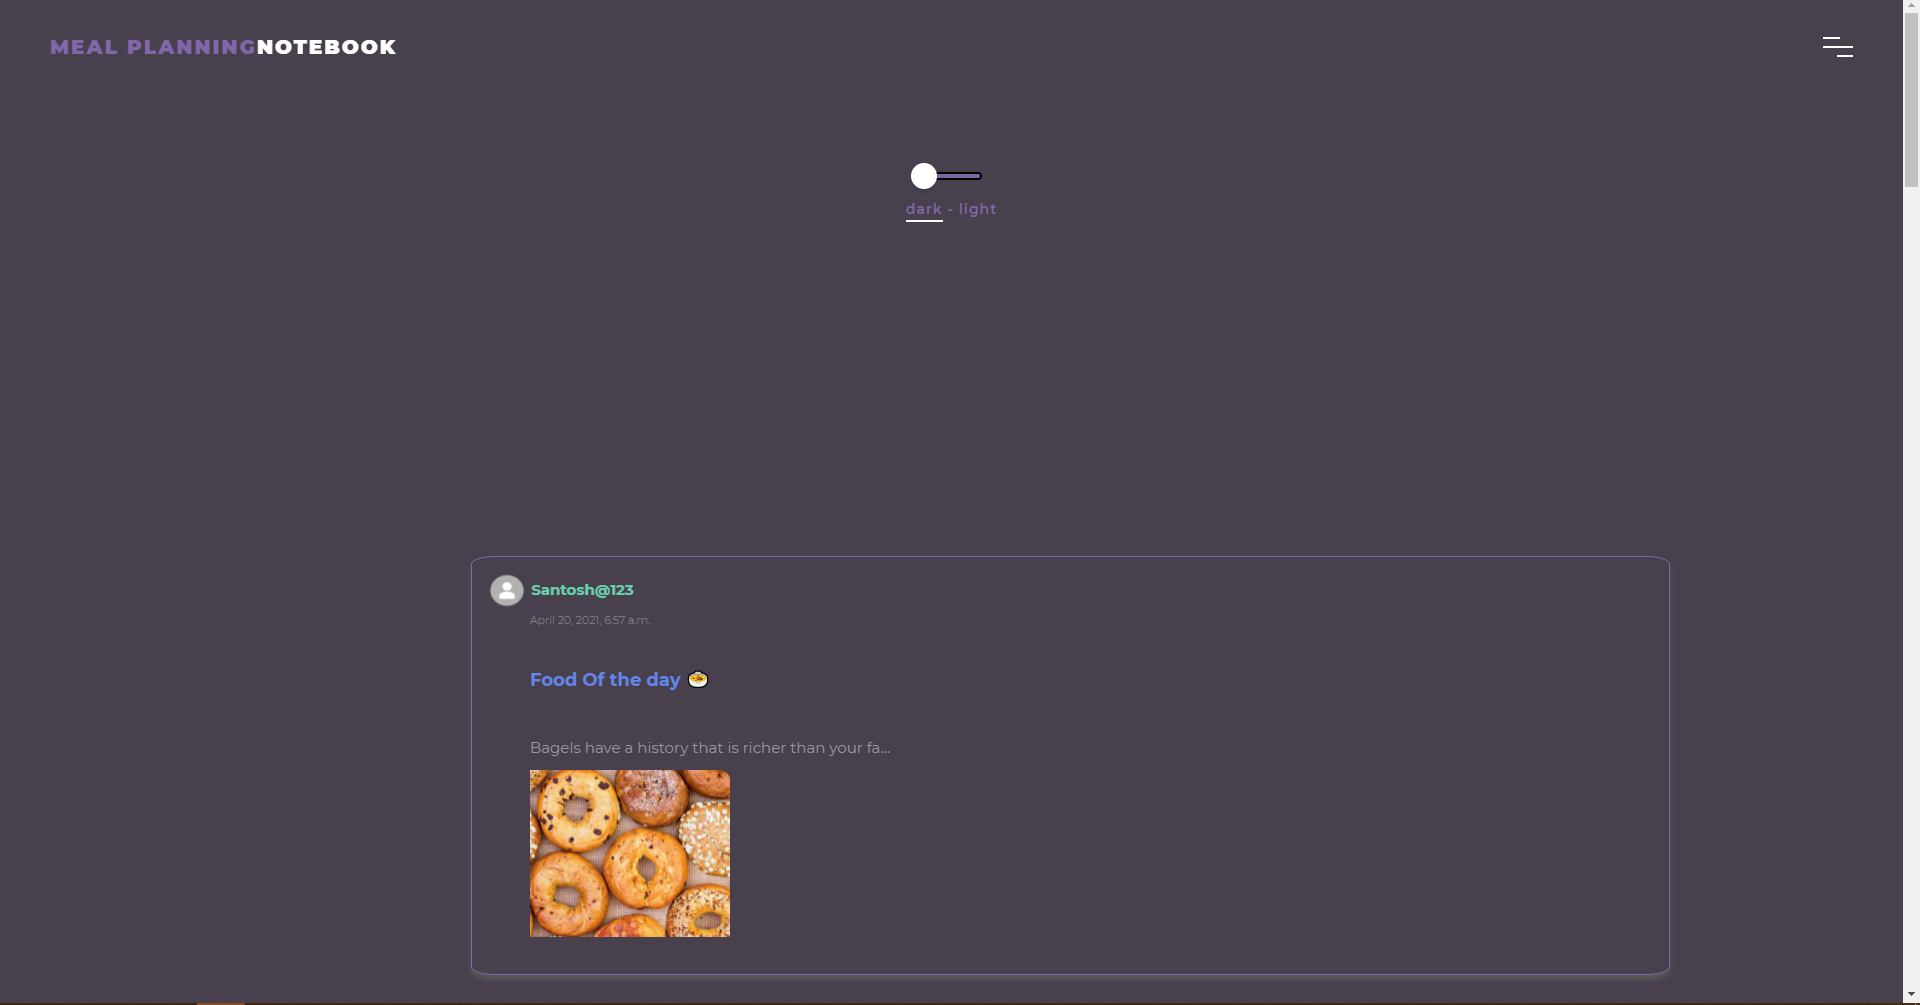 MEAL PLANNINGNOTEBOOK
dark - light
Santosh@123
April 20, 2021, 6:57 a.m.
Food Of the day 🍲
Bagels have a history that is richer than your fa...